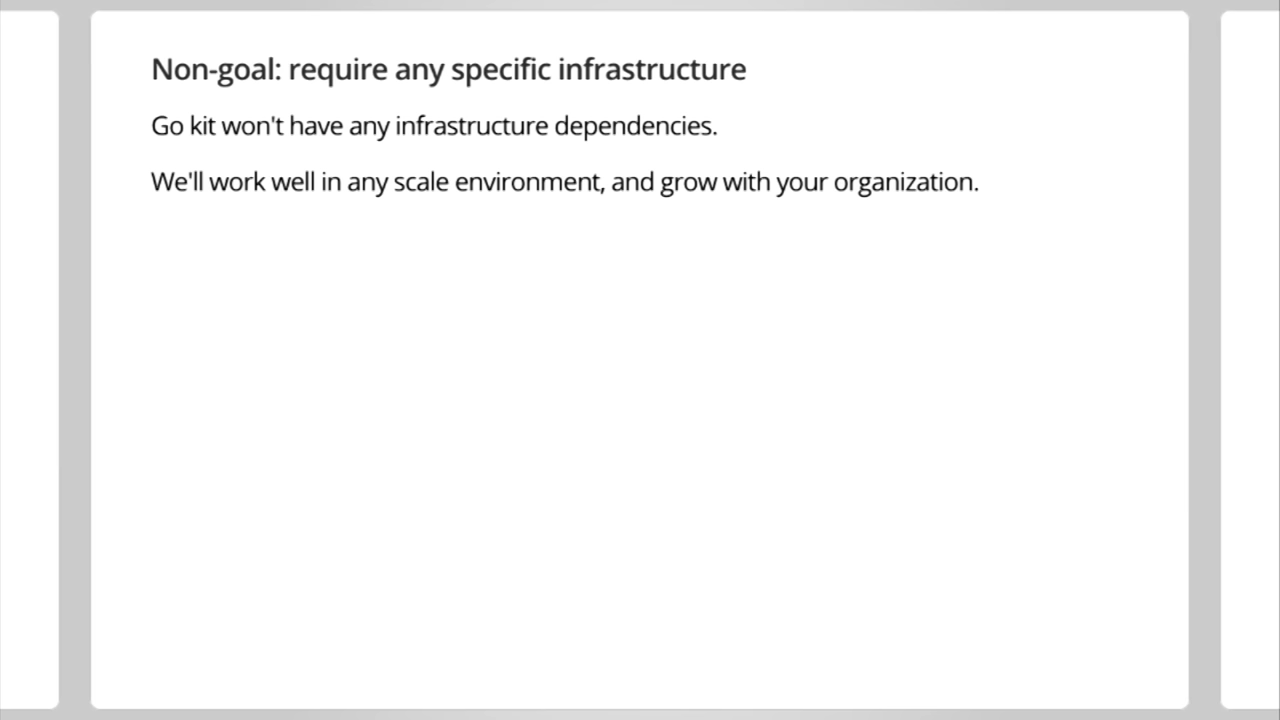 Non-goal: require any specific infrastructure
Go kit won't have any infrastructure dependencies.
We'll work well in any scale environment, and grow with your organization.